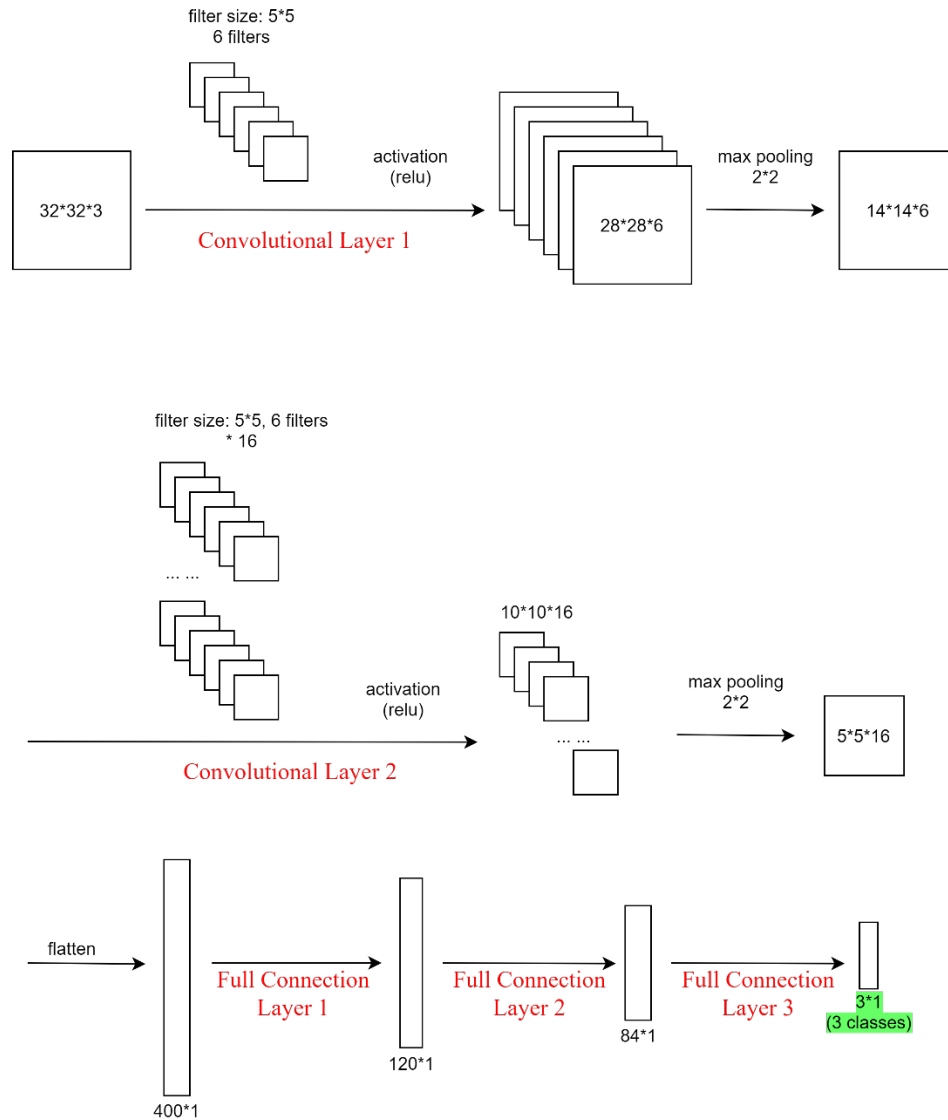 filter size: 5*5
6 filters
activation
(relu)
max pooling
2*2
32*32*3
28*28*6
14*14*6
Convolutional Layer 1
filter size: 5*5, 6 filters
* 16
... ...
10*10*16
activation
(relu)
max pooling
2*2
... ...
5*5*16
Convolutional Layer 2
flatten
Full Connection
Layer 1
Full Connection
Layer 2
Full Connection
Layer 3
3*1
(3 classes)
84*1
120*1
400*1